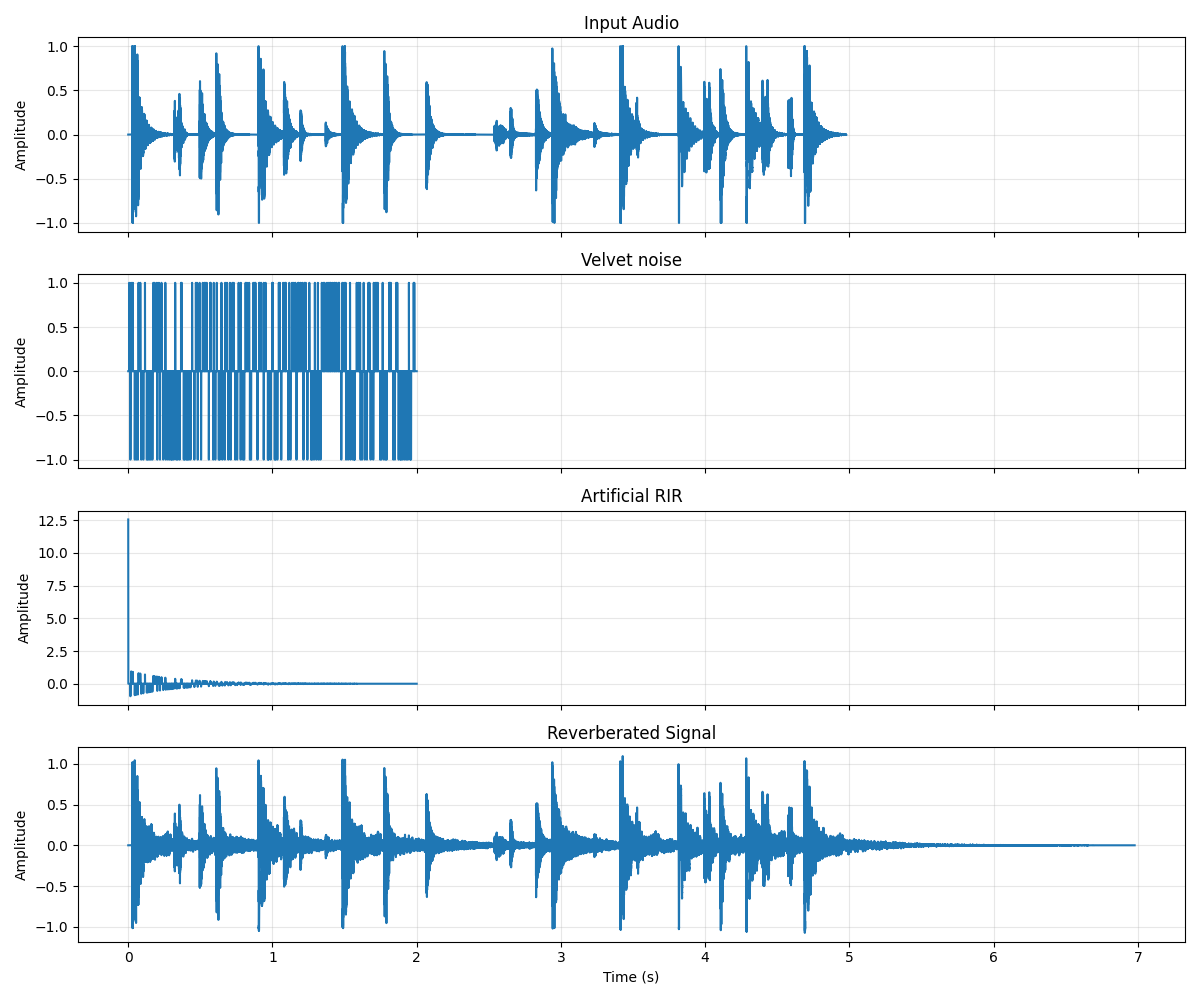 Input Audio
1.0
0.5
0.0
−0.5
−1.0
Amplitude
Velvet noise
1.0
0.5
0.0
−0.5
−1.0
Amplitude
Artificial RIR
12.5
10.0
7.5
5.0
2.5
0.0
Amplitude
Reverberated Signal
1.0
0.5
0.0
−0.5
−1.0
Amplitude
0 1 2 3 4 5 6 7
Time (s)